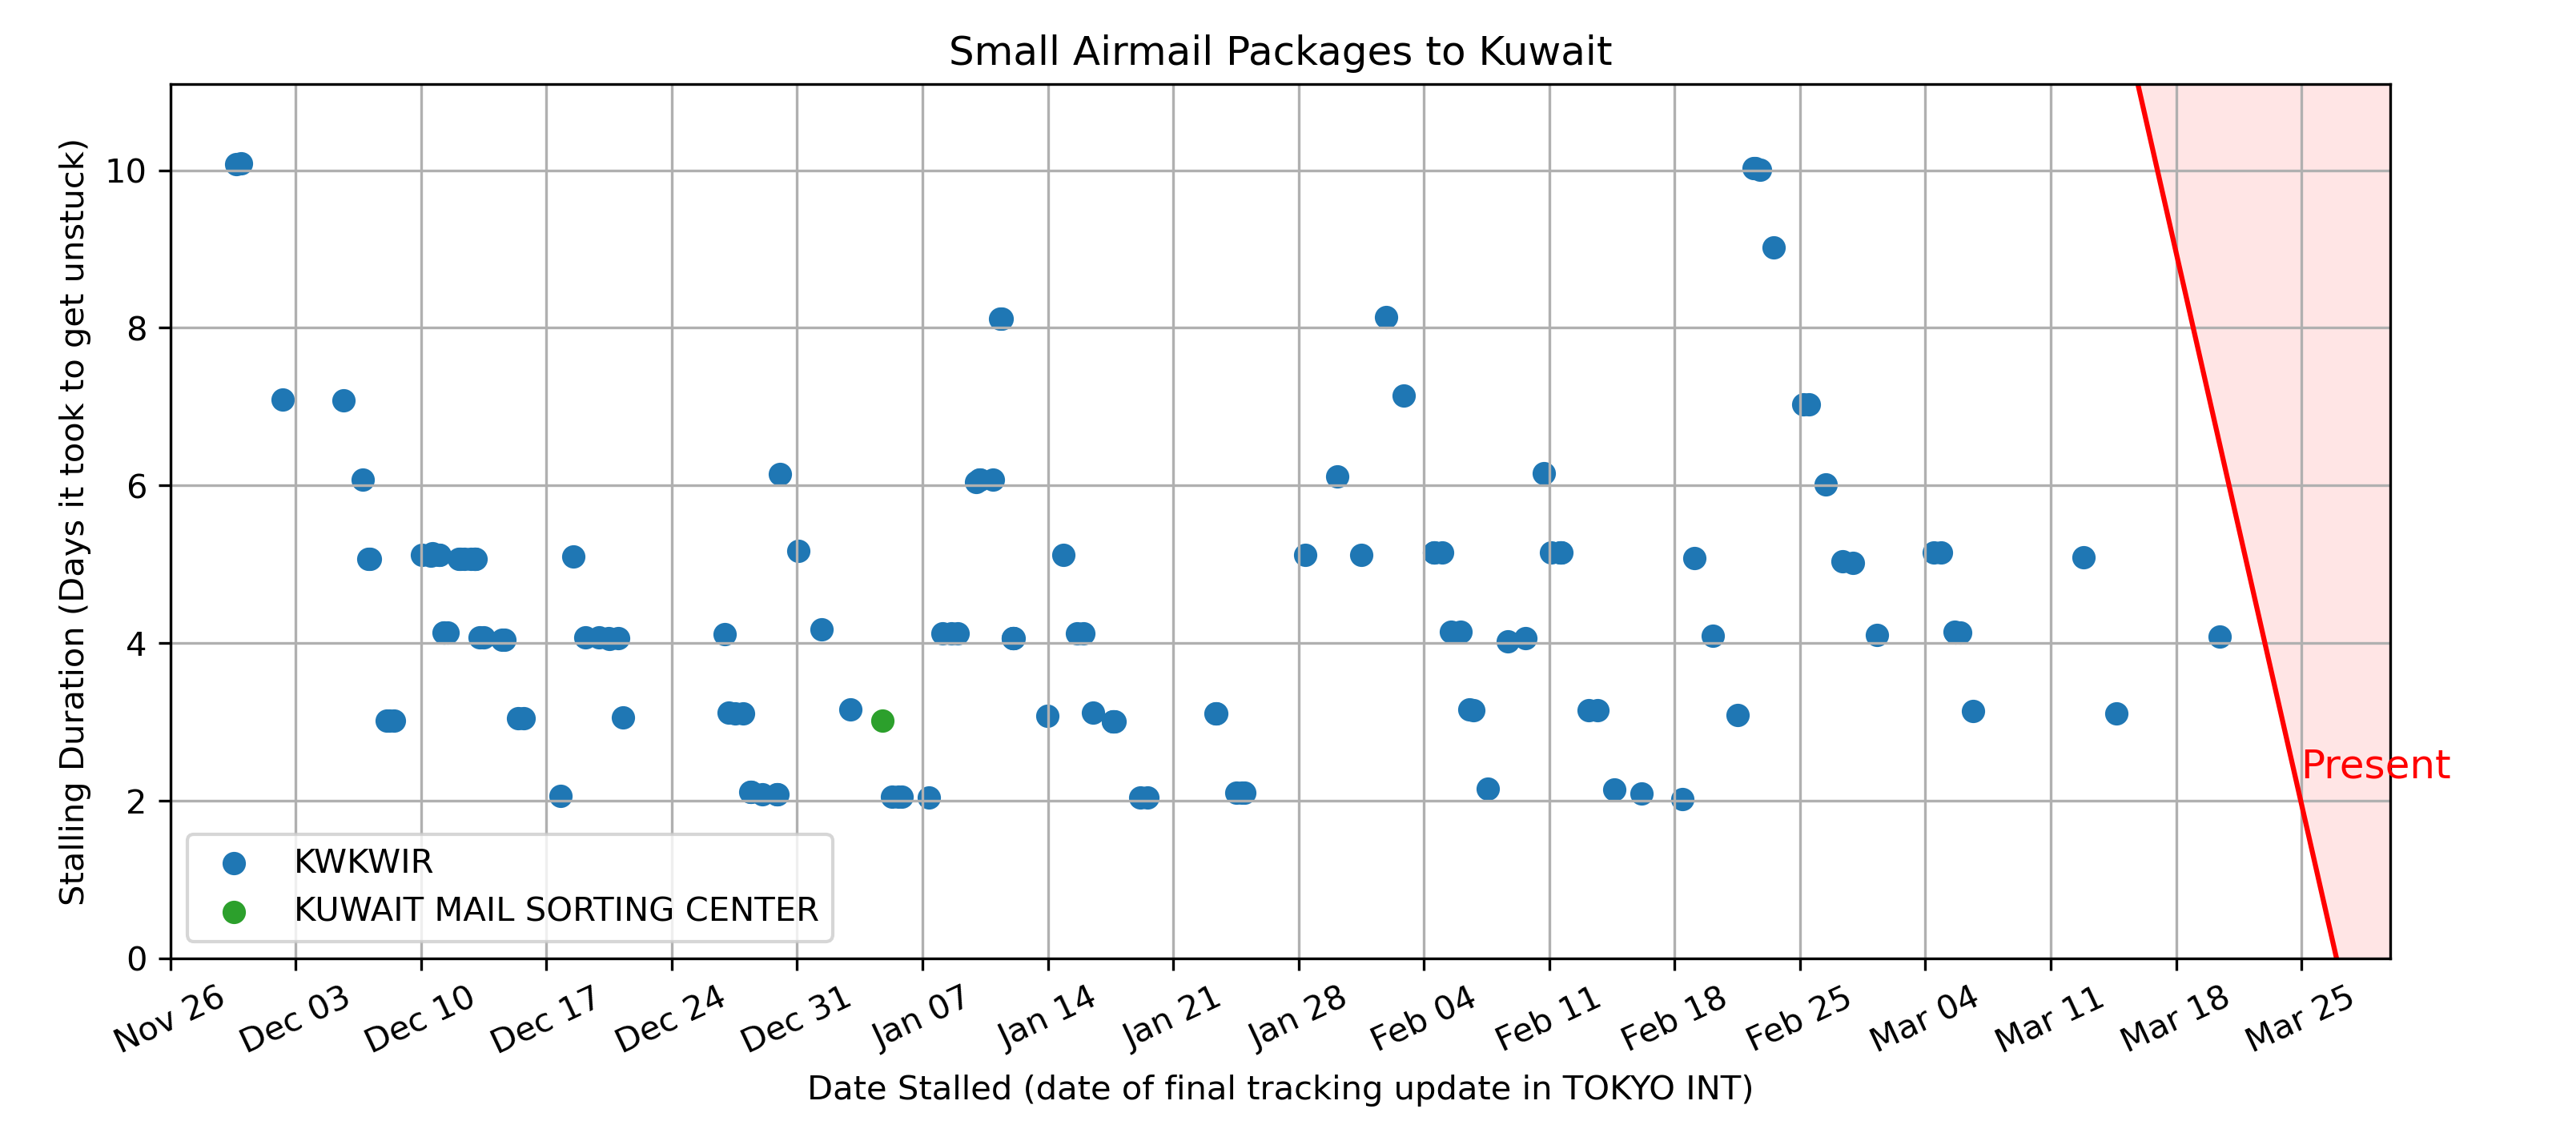 Small Airmail Packages to Kuwait
Stalling Duration (Days it took to get unstuck)
10
8
6
4
2
0
Present
KWKWIR
KUWAIT MAIL SORTING CENTER
Nov 26
Dec 03
Dec 10
Dec 17
Dec 24
Dec 31
Jan 07
Jan 14
Jan 21
Jan 28
Feb 04
Feb 11
Feb 18
Feb 25
Mar 04
Mar 11
Mar 18
Mar 25
Date Stalled (date of final tracking update in TOKYO INT)